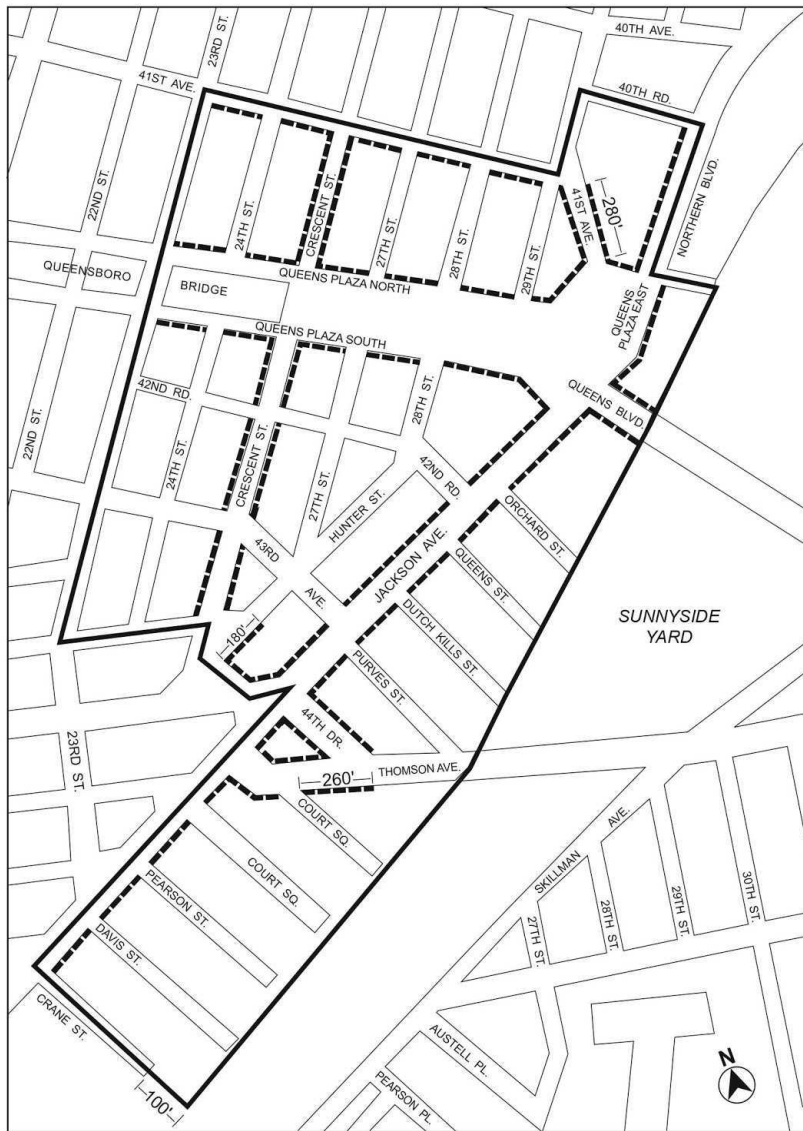 40TH AVE.
23RD ST.
41ST AVE.
40TH RD.
22ND ST.
NORTHERN BLVD.
280'
41ST AVE.
CRESCENT ST.
24TH ST.
27TH ST.
28TH ST.
29TH ST.
QUEENSBORO
BRIDGE
QUEENS PLAZA NORTH
QUEENS
PLAZA EAST
QUEENS PLAZA SOUTH
42ND RD.
28TH ST.
QUEENS BLVD.
22ND ST.
24TH ST.
CRESCENT ST.
27TH ST.
HUNTER ST.
42ND RD.
ORCHARD ST.
43RD
AVE.
JACKSON AVE.
QUEENS ST.
DUTCH KILLS ST.
SUNNYSIDE
YARD
180'
PURVES ST.
44TH DR.
23RD ST.
THOMSON AVE.
260'
COURT SQ.
COURT SQ.
SKILLMAN
AVE.
PEARSON ST.
27TH ST.
28TH ST.
29TH ST.
30TH ST.
DAVIS ST.
CRANE ST.
AUSTELL PL.
PEARSON PL.
100'
N